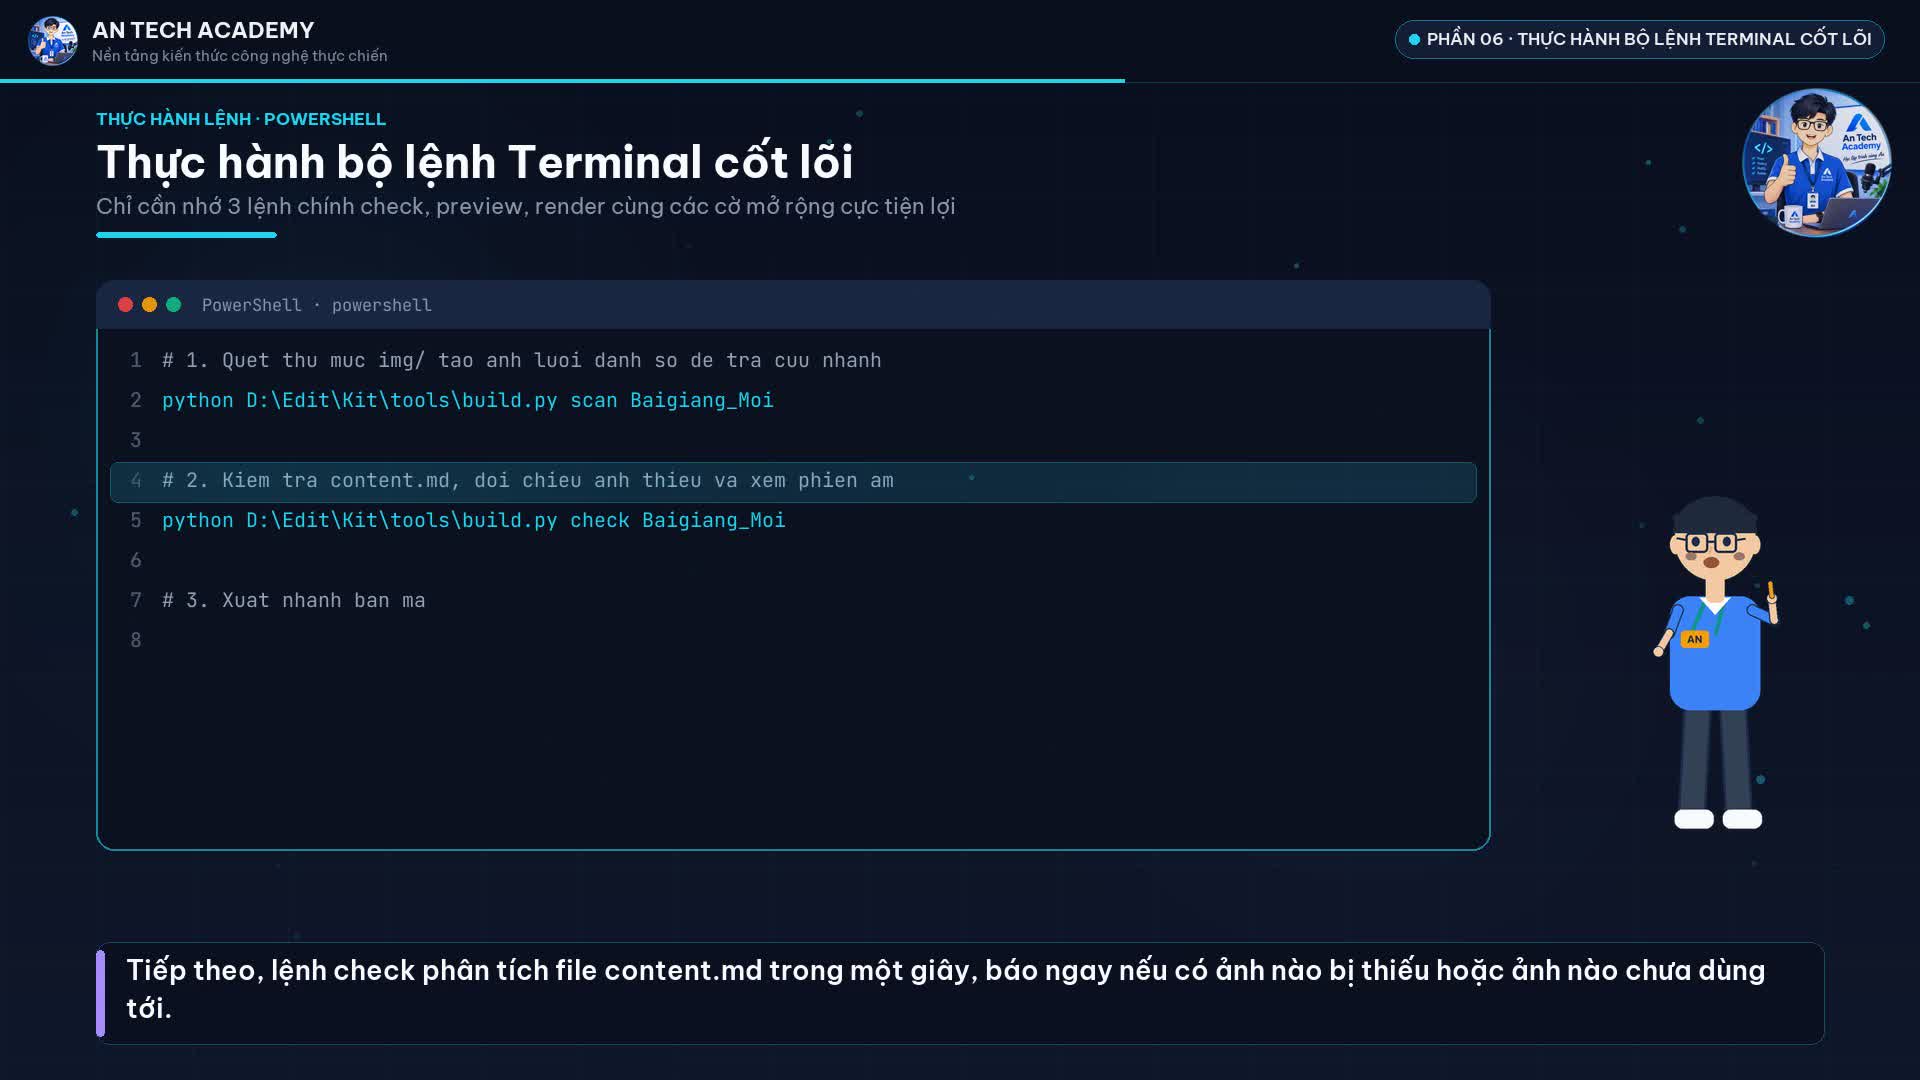 AN TECH ACADEMY
Nền tảng kiến thức công nghệ thực chiến
PHẦN 06 · THỰC HÀNH BỘ LỆNH TERMINAL CỐT LÕI
THỰC HÀNH LỆNH · POWERSHELL
Thực hành bộ lệnh Terminal cốt lõi
Chỉ cần nhớ 3 lệnh chính check, preview, render cùng các cờ mở rộng cực tiện lợi
An Tech
Academy
PowerShell · powershell
1 # 1. Quet thu muc img/ tao anh luoi danh so de tra cuu nhanh
2 python D:\Edit\Kit\tools\build.py scan Baigiang_Moi
3
4 # 2. Kiem tra content.md, doi chieu anh thieu va xem phien am
5 python D:\Edit\Kit\tools\build.py check Baigiang_Moi
6
7 # 3. Xuat nhanh ban ma
8
AN
Tiếp theo, lệnh check phân tích file content.md trong một giây, báo ngay nếu có ảnh nào bị thiếu hoặc ảnh nào chưa dùng
tới.